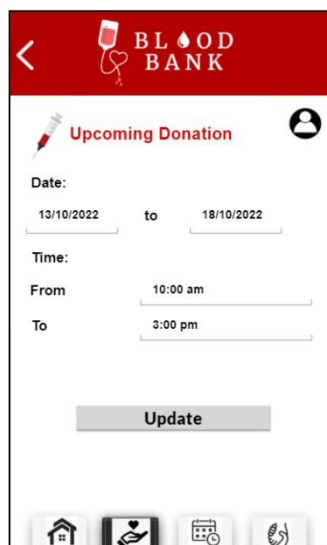 BLOOD
BANK
Upcoming Donation
Date:
13/10/2022 to 18/10/2022
Time:
From 10:00 am
To 3:00 pm
Update